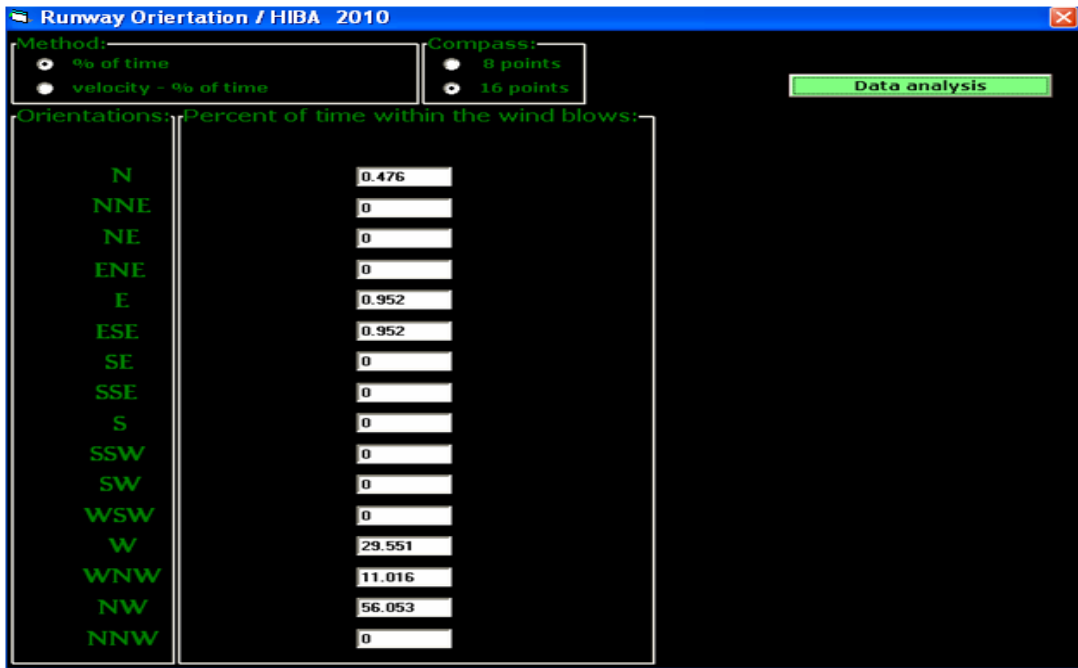 Runway Oriertation / HIBA 2010
Method:
% of time
velocity - % of time
Compass:
8 points
16 points
Data analysis
Orientations:
Percent of time within the wind blows:
N 0.476
NNE 0
NE 0
ENE 0
E 0.952
ESE 0.952
SE 0
SSE 0
S 0
SSW 0
SW 0
WSW 0
W 29.551
WNW 11.016
NW 56.053
NNW 0